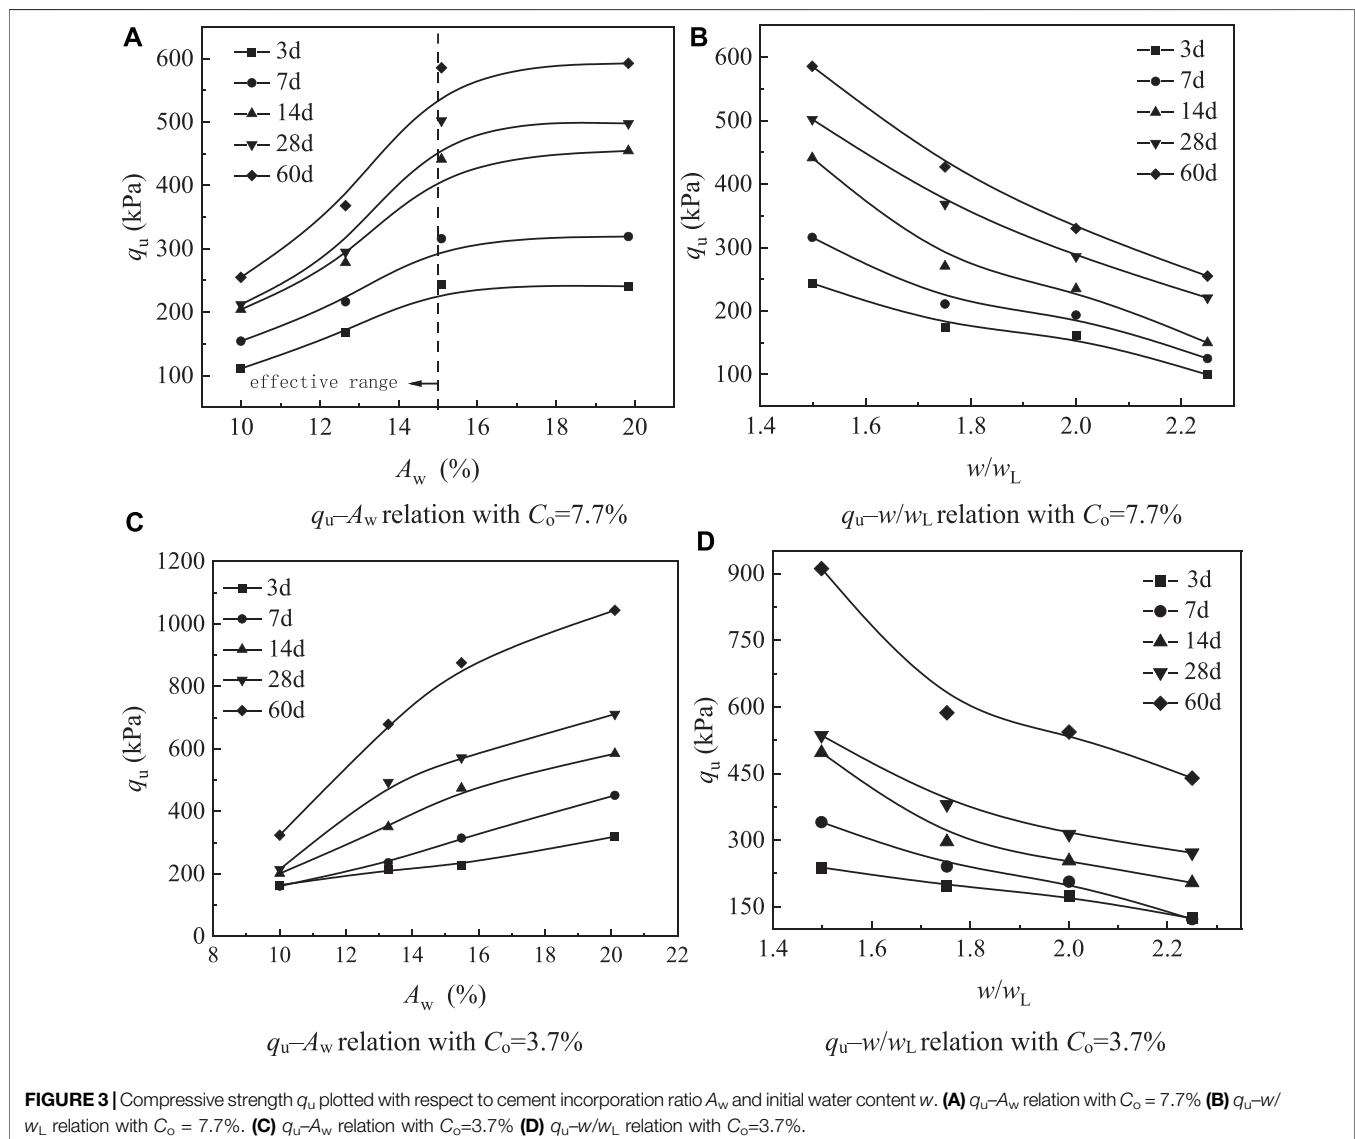 A
600
500
400
300
200
100
qu (kPa)
3d
7d
14d
28d
60d
effective range
10 12 14 16 18 20
Aw (%)
qu–Aw relation with Co=7.7%
B
600
500
400
300
200
100
qu (kPa)
3d
7d
14d
28d
60d
1.4 1.6 1.8 2.0 2.2
w/wL
qu–w/wL relation with Co=7.7%
C
1200
1000
800
600
400
200
0
qu (kPa)
3d
7d
14d
28d
60d
8 10 12 14 16 18 20 22
Aw (%)
qu–Aw relation with Co=3.7%
D
900
750
600
450
300
150
qu (kPa)
3d
7d
14d
28d
60d
1.4 1.6 1.8 2.0 2.2
w/wL
qu–w/wL relation with Co=3.7%
FIGURE 3 | Compressive strength qu plotted with respect to cement incorporation ratio Aw and initial water content w. (A) qu–Aw relation with Co = 7.7% (B) qu–w/
wL relation with Co = 7.7%. (C) qu–Aw relation with Co=3.7% (D) qu–w/wL relation with Co=3.7%.